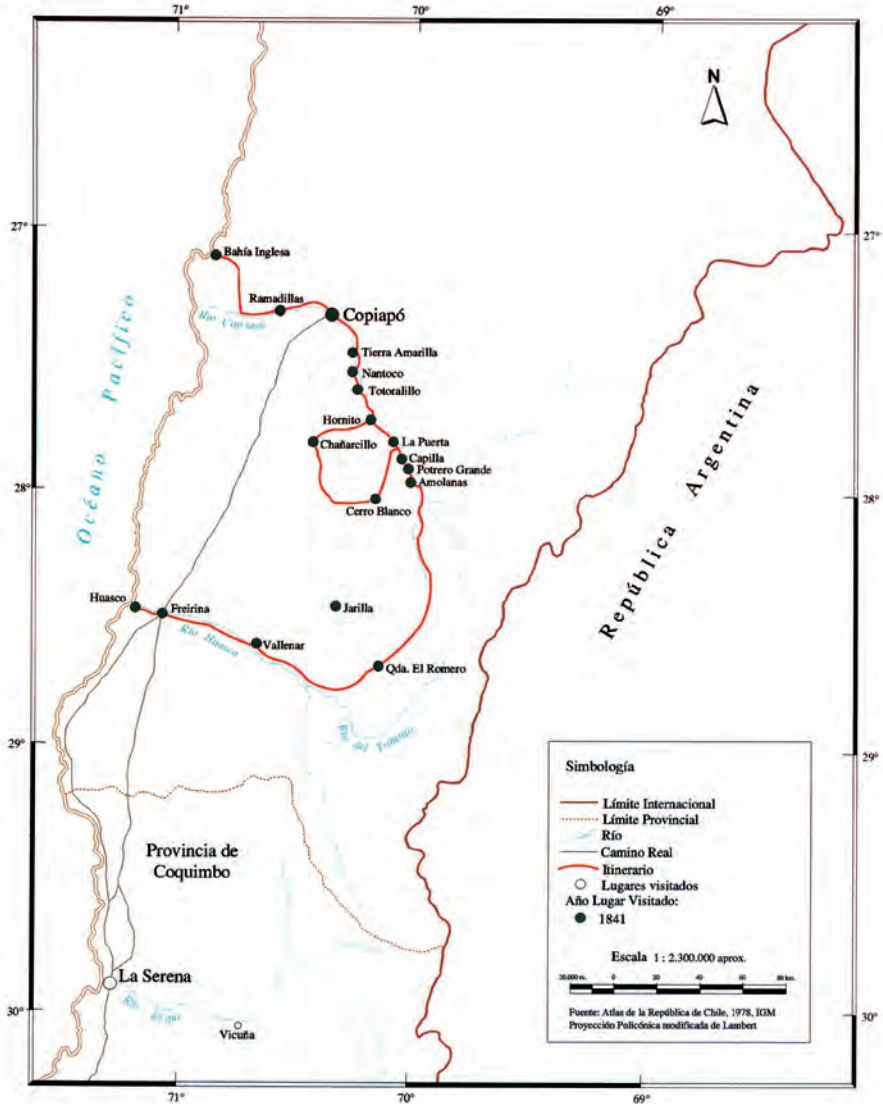 71°
70°
69°
N
27°
27°
Bahía Inglesa
Ramadillas
Río Copiapó
Copiapó
Tierra Amarilla
Nantoco
Totoralillo
Hornito
Chañarcillo
La Puerta
Capilla
Potrero Grande
Amolanas
Cerro Blanco
Océano Pacífico
República Argentina
28°
28°
Huasco
Freirina
Jarilla
Río Huasco
Vallenar
Qda. El Romero
Río del Tránsito
29°
29°
Provincia de
Coquimbo
La Serena
Río Elqui
Vicuña
30°
30°
Simbología
Límite Internacional
Límite Provincial
Río
Camino Real
Itinerario
Lugares visitados
Año Lugar Visitado:
1841
Escala 1 : 2.300.000 aprox.
20.000 m. 0 20 40 60 80 km.
Fuente: Atlas de la República de Chile, 1978, IGM
Proyección Policónica modificada de Lambert
71°
70°
69°